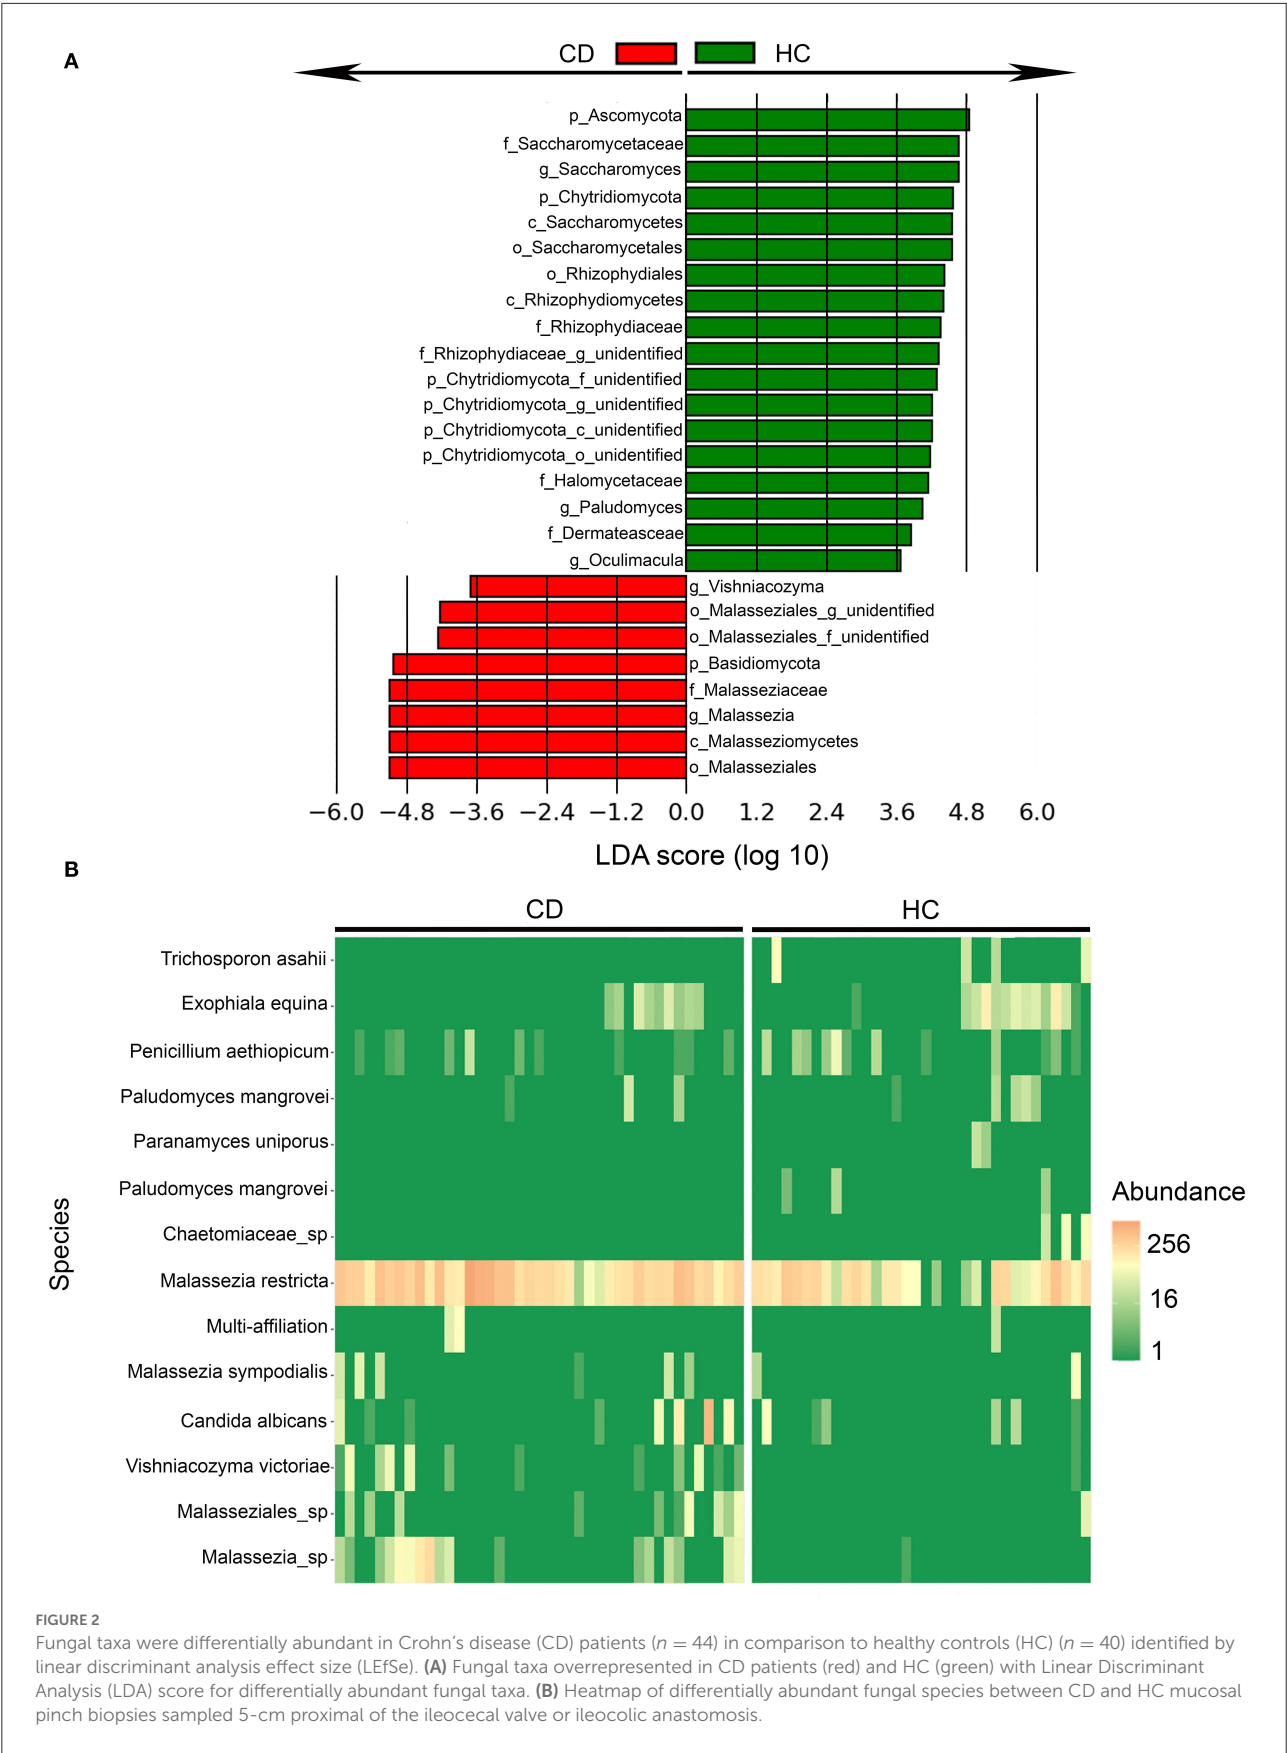 A
CD HC
p_Ascomycota
f_Saccharomycetaceae
g_Saccharomyces
p_Chytridiomycota
c_Saccharomycetes
o_Saccharomycetales
o_Rhizophydiales
c_Rhizophydiomycetes
f_Rhizophydiaceae
f_Rhizophydiaceae_g_unidentified
p_Chytridiomycota_f_unidentified
p_Chytridiomycota_g_unidentified
p_Chytridiomycota_c_unidentified
p_Chytridiomycota_o_unidentified
f_Halomycetaceae
g_Paludomyces
f_Dermateasceae
g_Oculimacula
g_Vishniacozyma
o_Malasseziales_g_unidentified
o_Malasseziales_f_unidentified
p_Basidiomycota
f_Malasseziaceae
g_Malassezia
c_Malasseziomycetes
o_Malasseziales
−6.0 −4.8 −3.6 −2.4 −1.2 0.0 1.2 2.4 3.6 4.8 6.0
LDA score (log 10)
B
CD HC
Species
Trichosporon asahii
Exophiala equina
Penicillium aethiopicum
Paludomyces mangrovei
Paranamyces uniporus
Paludomyces mangrovei
Chaetomiaceae_sp
Malassezia restricta
Multi-affiliation
Malassezia sympodialis
Candida albicans
Vishniacozyma victoriae
Malasseziales_sp
Malassezia_sp
Abundance
256
16
1
FIGURE 2
Fungal taxa were differentially abundant in Crohn's disease (CD) patients (n = 44) in comparison to healthy controls (HC) (n = 40) identified by
linear discriminant analysis effect size (LEfSe). (A) Fungal taxa overrepresented in CD patients (red) and HC (green) with Linear Discriminant
Analysis (LDA) score for differentially abundant fungal taxa. (B) Heatmap of differentially abundant fungal species between CD and HC mucosal
pinch biopsies sampled 5-cm proximal of the ileocecal valve or ileocolic anastomosis.